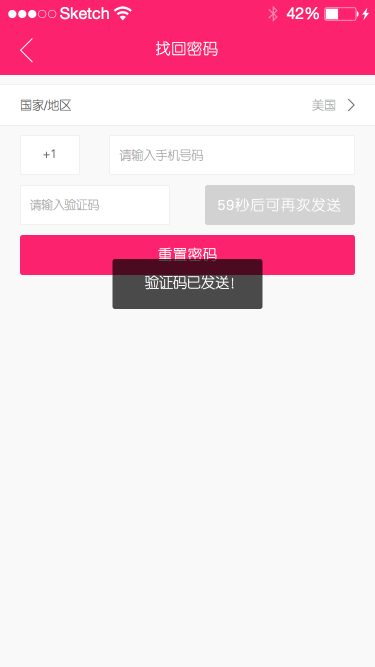 Sketch 42%
找回密码
国家/地区 美国
+1 请输入手机号码
请输入验证码 59秒后可再次发送
重置密码
验证码已发送!